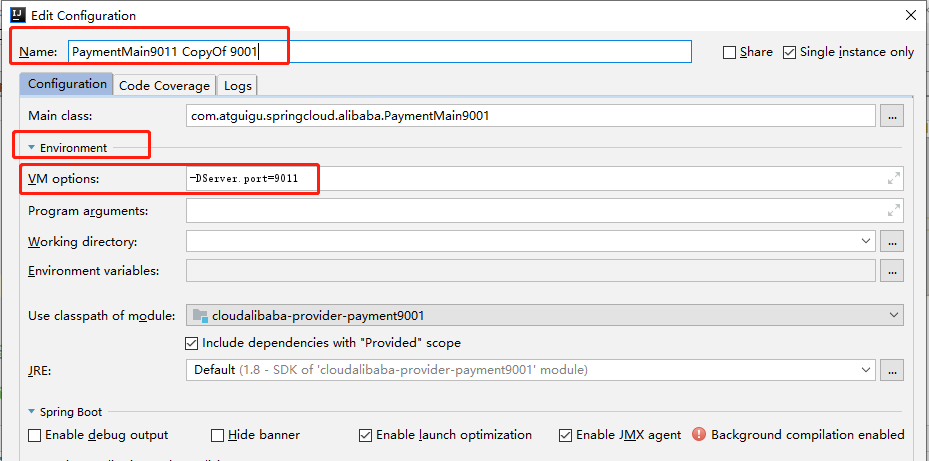 Edit Configuration
Name: PaymentMain9011 CopyOf 9001 Share Single instance only
Configuration Code Coverage Logs
Main class: com.atguigu.springcloud.alibaba.PaymentMain9001 ...
Environment
VM options: -DServer.port=9011
Program arguments:
Working directory: ...
Environment variables: ...
Use classpath of module: cloudalibaba-provider-payment9001
Include dependencies with "Provided" scope
JRE: Default (1.8 - SDK of 'cloudalibaba-provider-payment9001' module) ...
Spring Boot
Enable debug output Hide banner Enable launch optimization Enable JMX agent Background compilation enabled